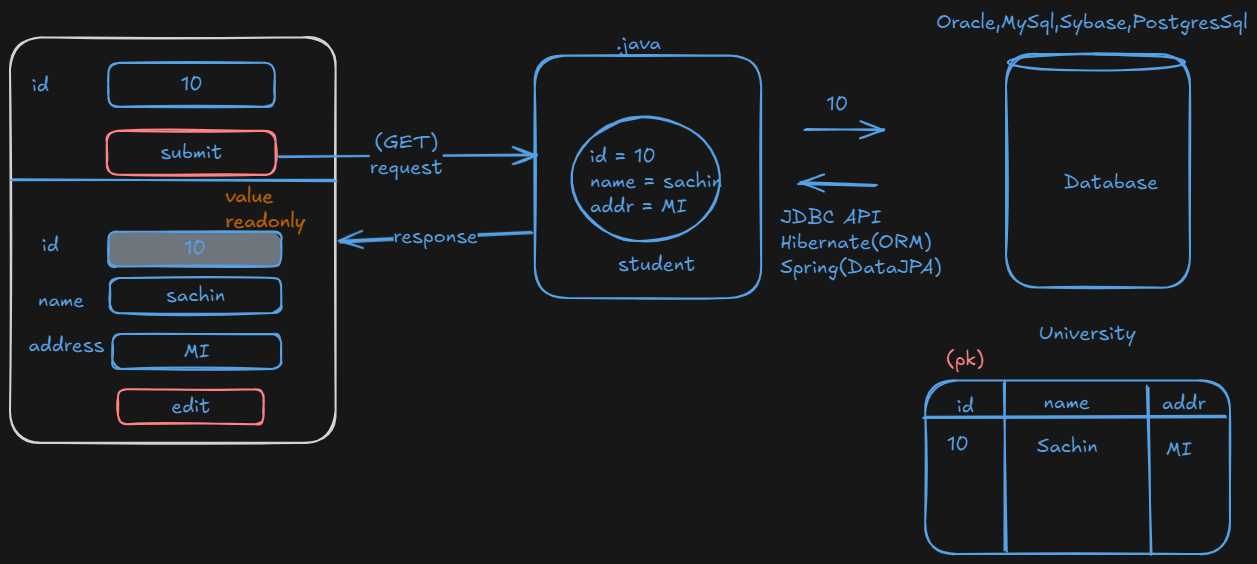 Oracle,MySql,Sybase,PostgresSql
.java
id
10
submit
(GET)
request
value
readonly
id
10
name
sachin
address
MI
edit
response
id = 10
name = sachin
addr = MI
student
10
JDBC API
Hibernate(ORM)
Spring(DataJPA)
Database
University
(pk)
id
name
addr
10
Sachin
MI